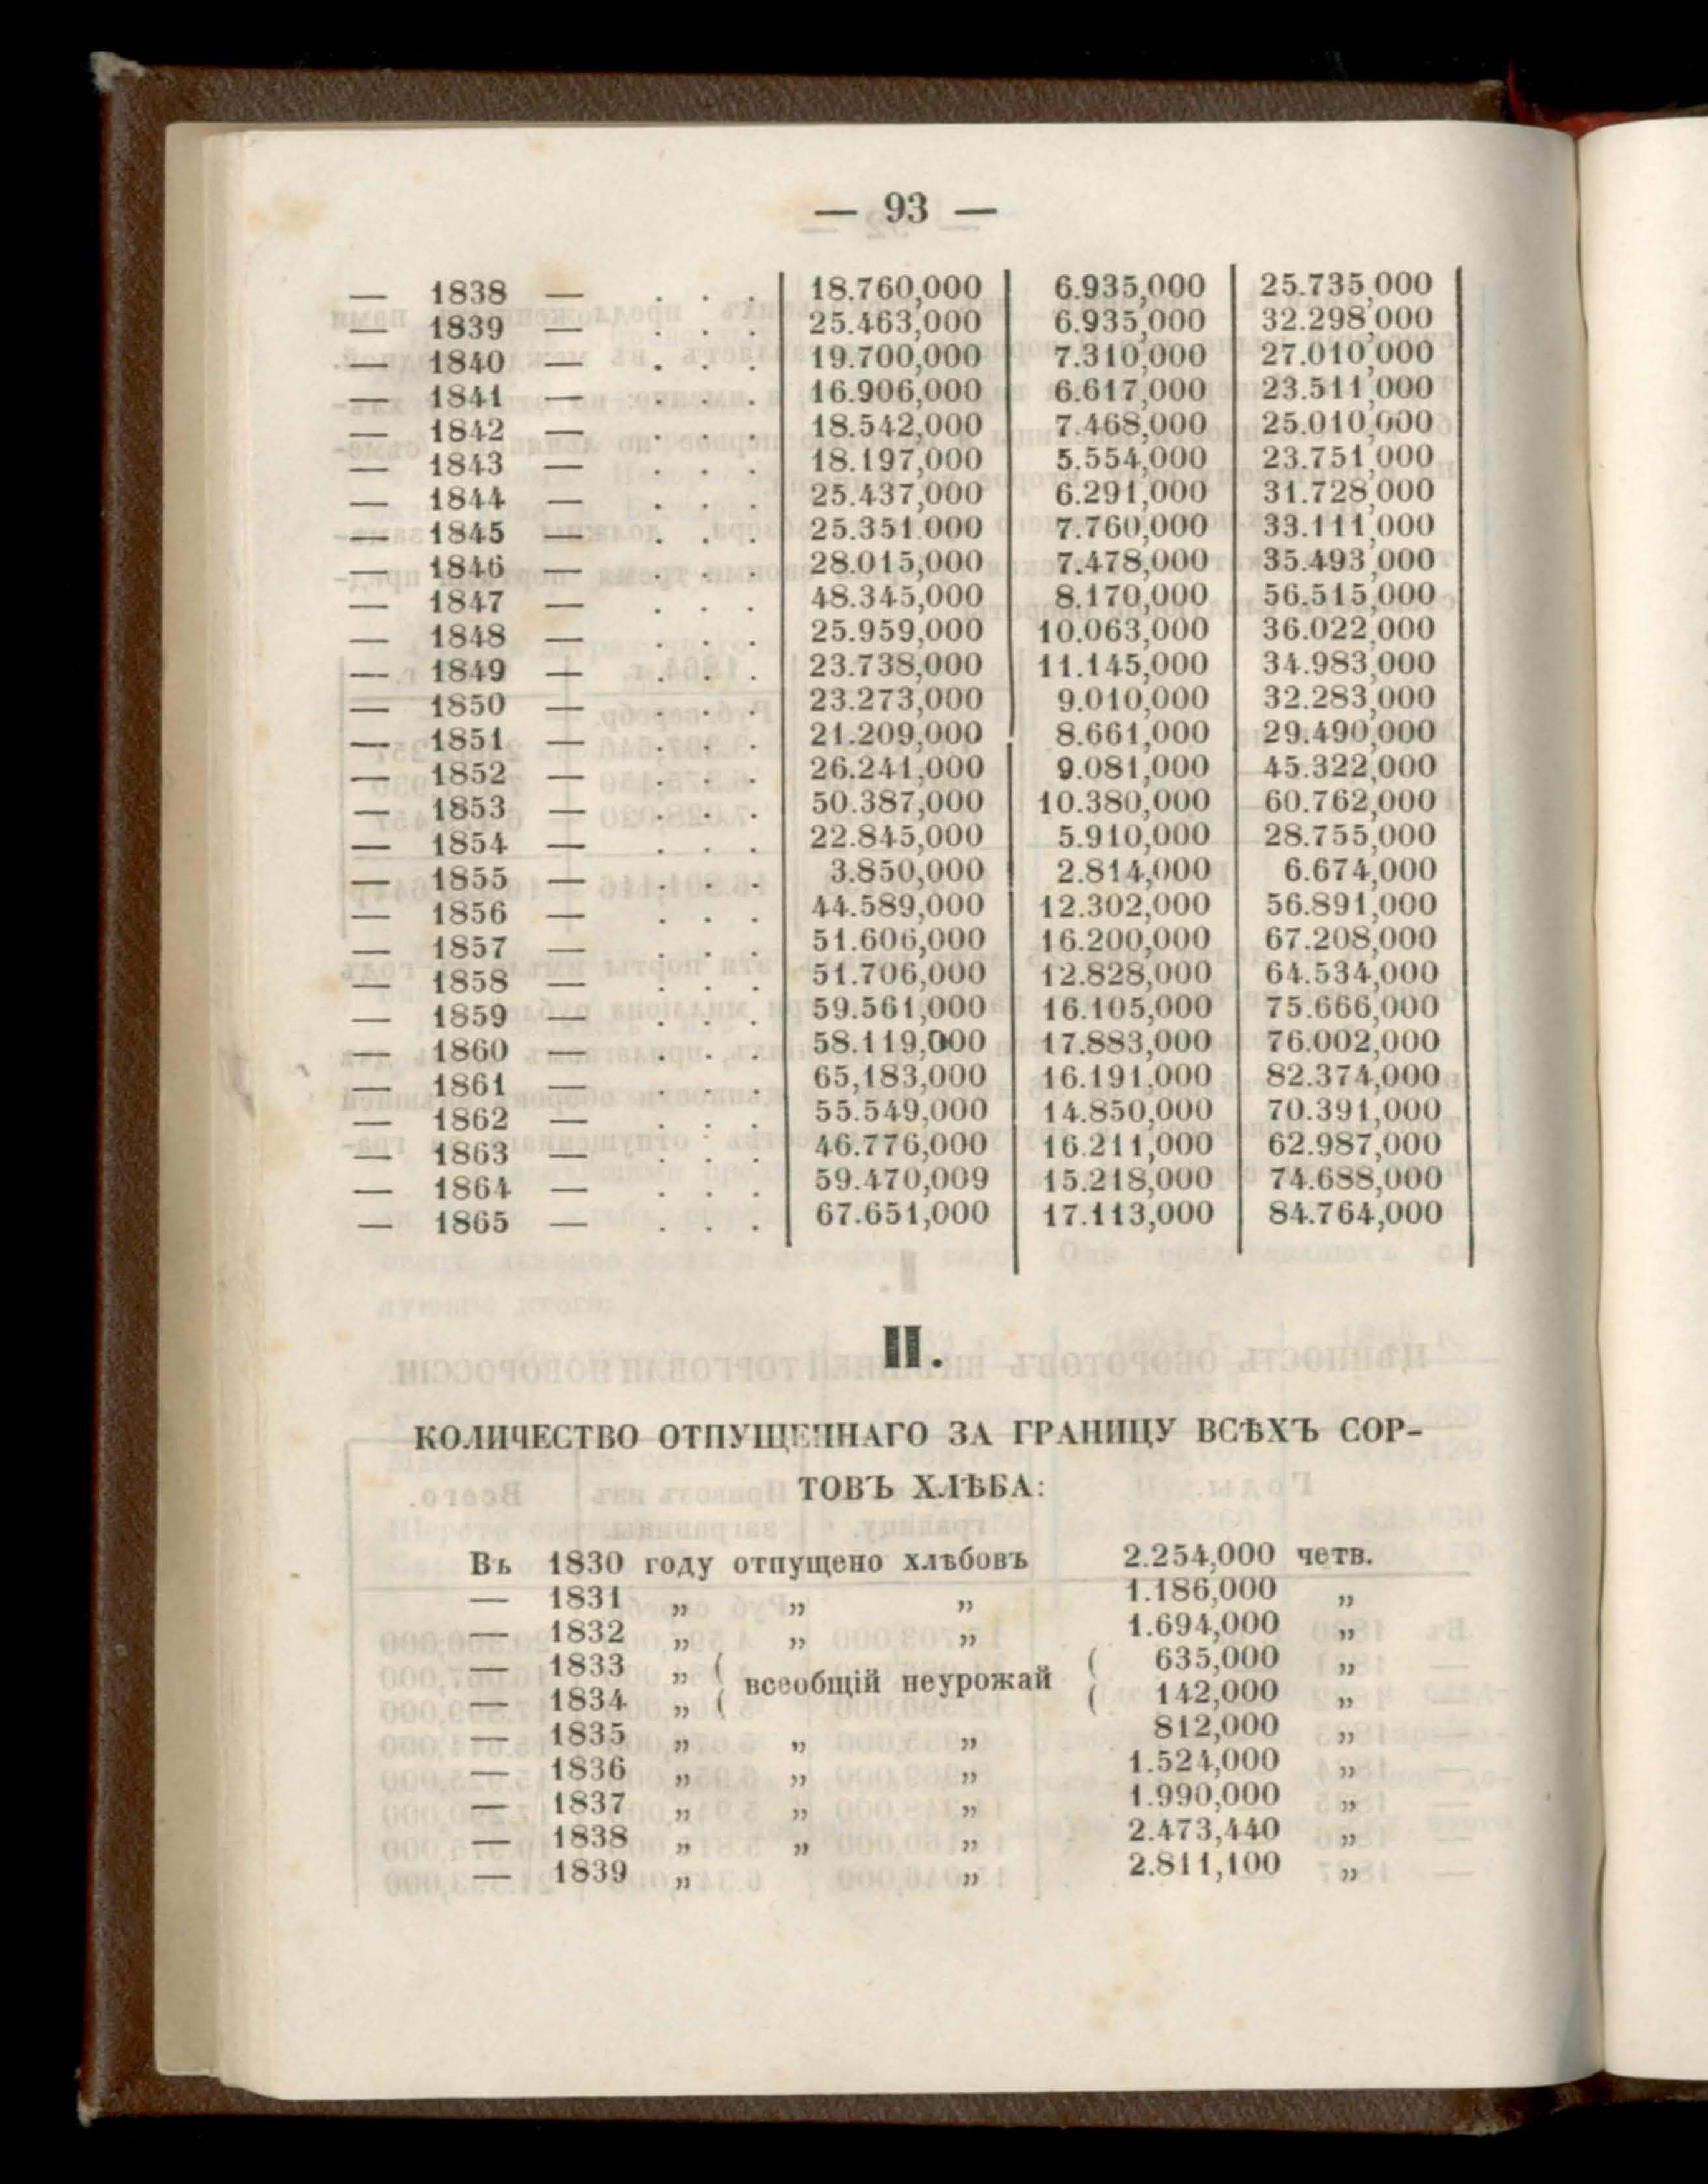 — 93 —
— 1838 — . . . 18.760,000 6.935,000 25.735,000
— 1839 — . . . 25.463,000 6.935,000 32.298,000
— 1840 — . . . 19.700,000 7.310,000 27.010,000
— 1841 — . . . 16.906,000 6.617,000 23.511,000
— 1842 — . . . 18.542,000 7.468,000 25.010,000
— 1843 — . . . 18.197,000 5.554,000 23.751,000
— 1844 — . . . 25.437,000 6.291,000 31.728,000
— 1845 — . . . 25.351.000 7.760,000 33.111,000
— 1846 — . . . 28.015,000 7.478,000 35.493,000
— 1847 — . . . 48.345,000 8.170,000 56.515,000
— 1848 — . . . 25.959,000 10.063,000 36.022,000
— 1849 — . . . 23.738,000 11.145,000 34.983,000
— 1850 — . . . 23.273,000 9.010,000 32.283,000
— 1851 — . . . 21.209,000 8.661,000 29.490,000
— 1852 — . . . 26.241,000 9.081,000 45.322,000
— 1853 — . . . 50.387,000 10.380,000 60.762,000
— 1854 — . . . 22.845,000 5.910,000 28.755,000
— 1855 — . . . 3.850,000 2.814,000 6.674,000
— 1856 — . . . 44.589,000 12.302,000 56.891,000
— 1857 — . . . 51.606,000 16.200,000 67.208,000
— 1858 — . . . 51.706,000 12.828,000 64.534,000
— 1859 — . . . 59.561,000 16.105,000 75.666,000
— 1860 — . . . 58.119,000 17.883,000 76.002,000
— 1861 — . . . 65,183,000 16.191,000 82.374,000
— 1862 — . . . 55.549,000 14.850,000 70.391,000
— 1863 — . . . 46.776,000 16.211,000 62.987,000
— 1864 — . . . 59.470,009 15.218,000 74.688,000
— 1865 — . . . 67.651,000 17.113,000 84.764,000
II.
КОЛИЧЕСТВО ОТПУЩЕННАГО ЗА ГРАНИЦУ ВСѢХЪ СОР-
ТОВЪ ХЛѢБА:
Вь 1830 году отпущено хлѣбовъ 2.254,000 четв.
— 1831 „ „ „ 1.186,000 „
— 1832 „ „ „ 1.694,000 „
— 1833 „ ( всеобщій неурожай ( 635,000 „
— 1834 „ ( ( 142,000 „
— 1835 „ „ „ 812,000 „
— 1836 „ „ „ 1.524,000 „
— 1837 „ „ „ 1.990,000 „
— 1838 „ „ „ 2.473,440 „
— 1839 „ „ 2.811,100 „